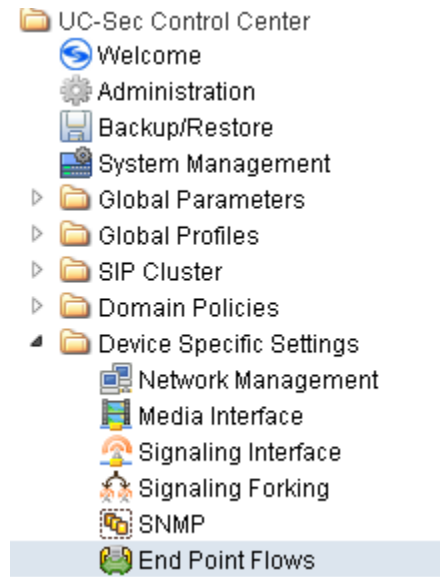 UC-Sec Control Center
Welcome
Administration
Backup/Restore
System Management
Global Parameters
Global Profiles
SIP Cluster
Domain Policies
Device Specific Settings
Network Management
Media Interface
Signaling Interface
Signaling Forking
SNMP
End Point Flows